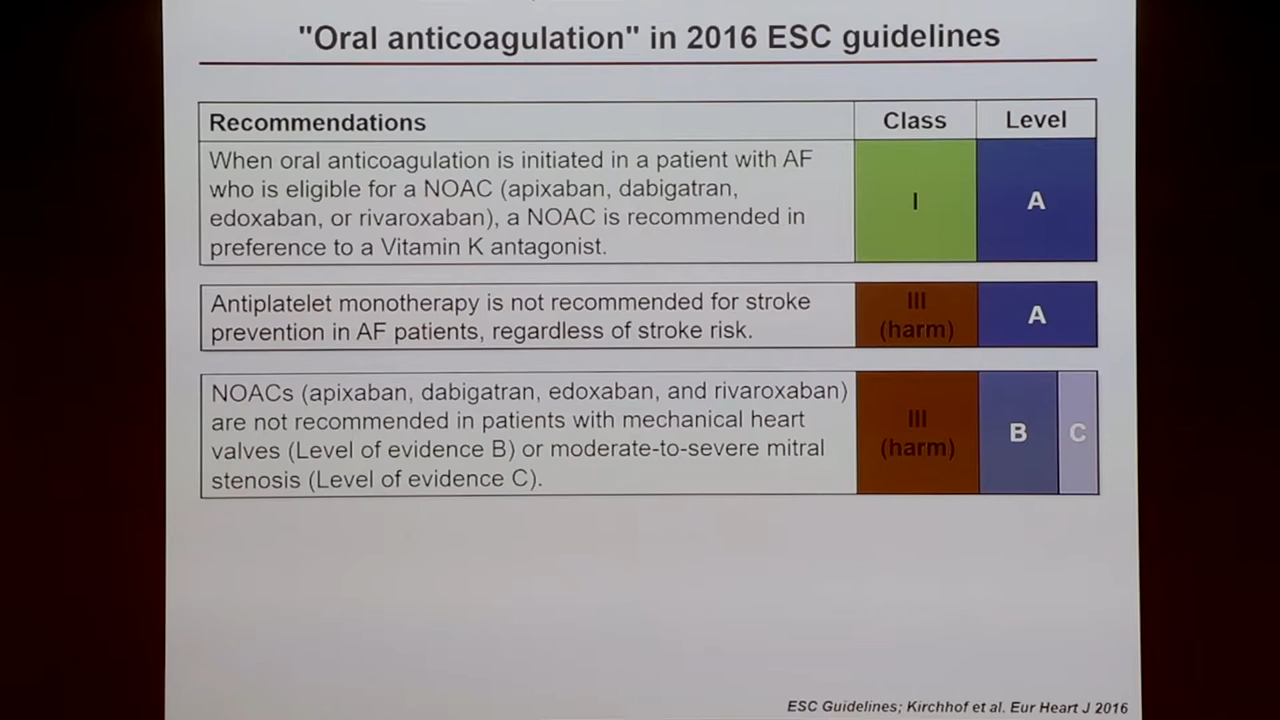 "Oral anticoagulation" in 2016 ESC guidelines
Recommendations
Class
Level
When oral anticoagulation is initiated in a patient with AF
who is eligible for a NOAC (apixaban, dabigatran,
edoxaban, or rivaroxaban), a NOAC is recommended in
preference to a Vitamin K antagonist.
I
A
Antiplatelet monotherapy is not recommended for stroke
prevention in AF patients, regardless of stroke risk.
III
(harm)
A
NOACs (apixaban, dabigatran, edoxaban, and rivaroxaban)
are not recommended in patients with mechanical heart
valves (Level of evidence B) or moderate-to-severe mitral
stenosis (Level of evidence C).
III
(harm)
B
C
ESC Guidelines; Kirchhof et al. Eur Heart J 2016